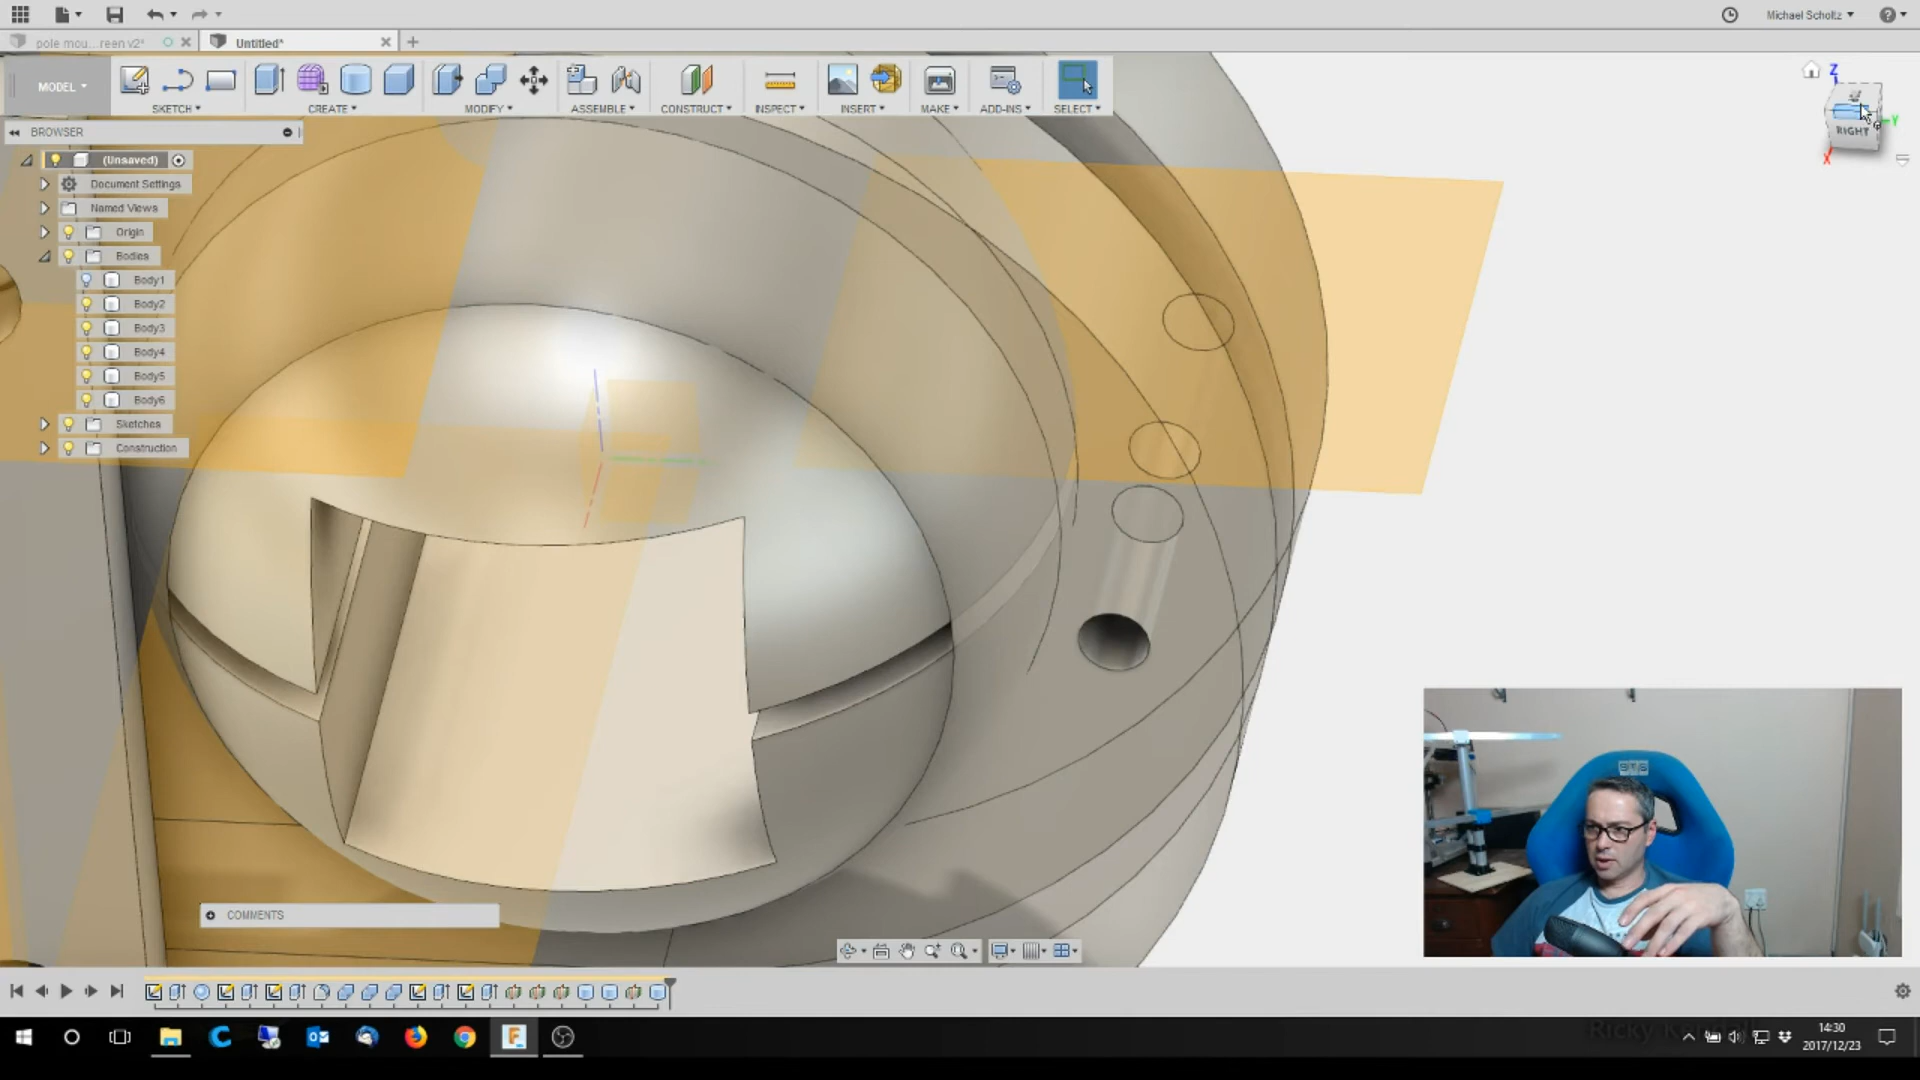 Michael Scholtz
pole mou...reen v2*
Untitled*
MODEL
SKETCH
CREATE
MODIFY
ASSEMBLE
CONSTRUCT
INSPECT
INSERT
MAKE
ADD-INS
SELECT
Z
Y
X
RIGHT
BROWSER
(Unsaved)
Document Settings
Named Views
Origin
Bodies
Body1
Body2
Body3
Body4
Body5
Body6
Sketches
Construction
COMMENTS
14:30
2017/12/23